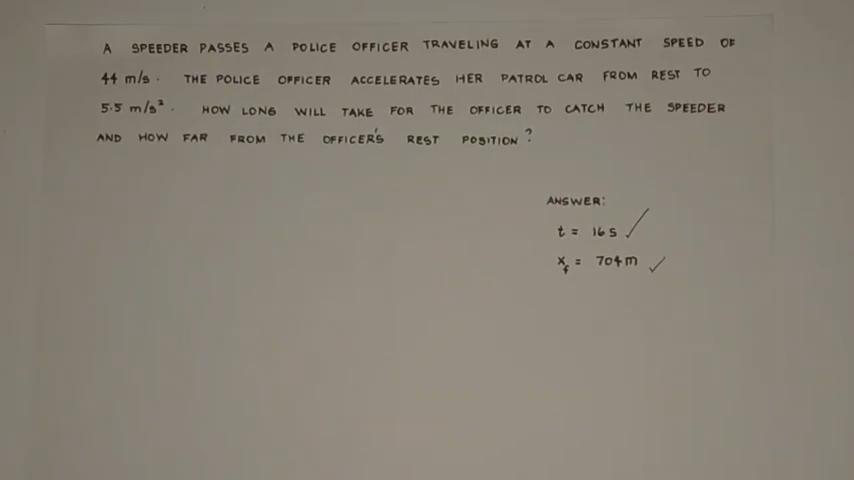 A SPEEDER PASSES A POLICE OFFICER TRAVELING AT A CONSTANT SPEED OF
44 m/s. THE POLICE OFFICER ACCELERATES HER PATROL CAR FROM REST TO
5.5 m/s². HOW LONG WILL TAKE FOR THE OFFICER TO CATCH THE SPEEDER
AND HOW FAR FROM THE OFFICER'S REST POSITION?
ANSWER:
t = 16 s ✓
x_f = 704 m ✓